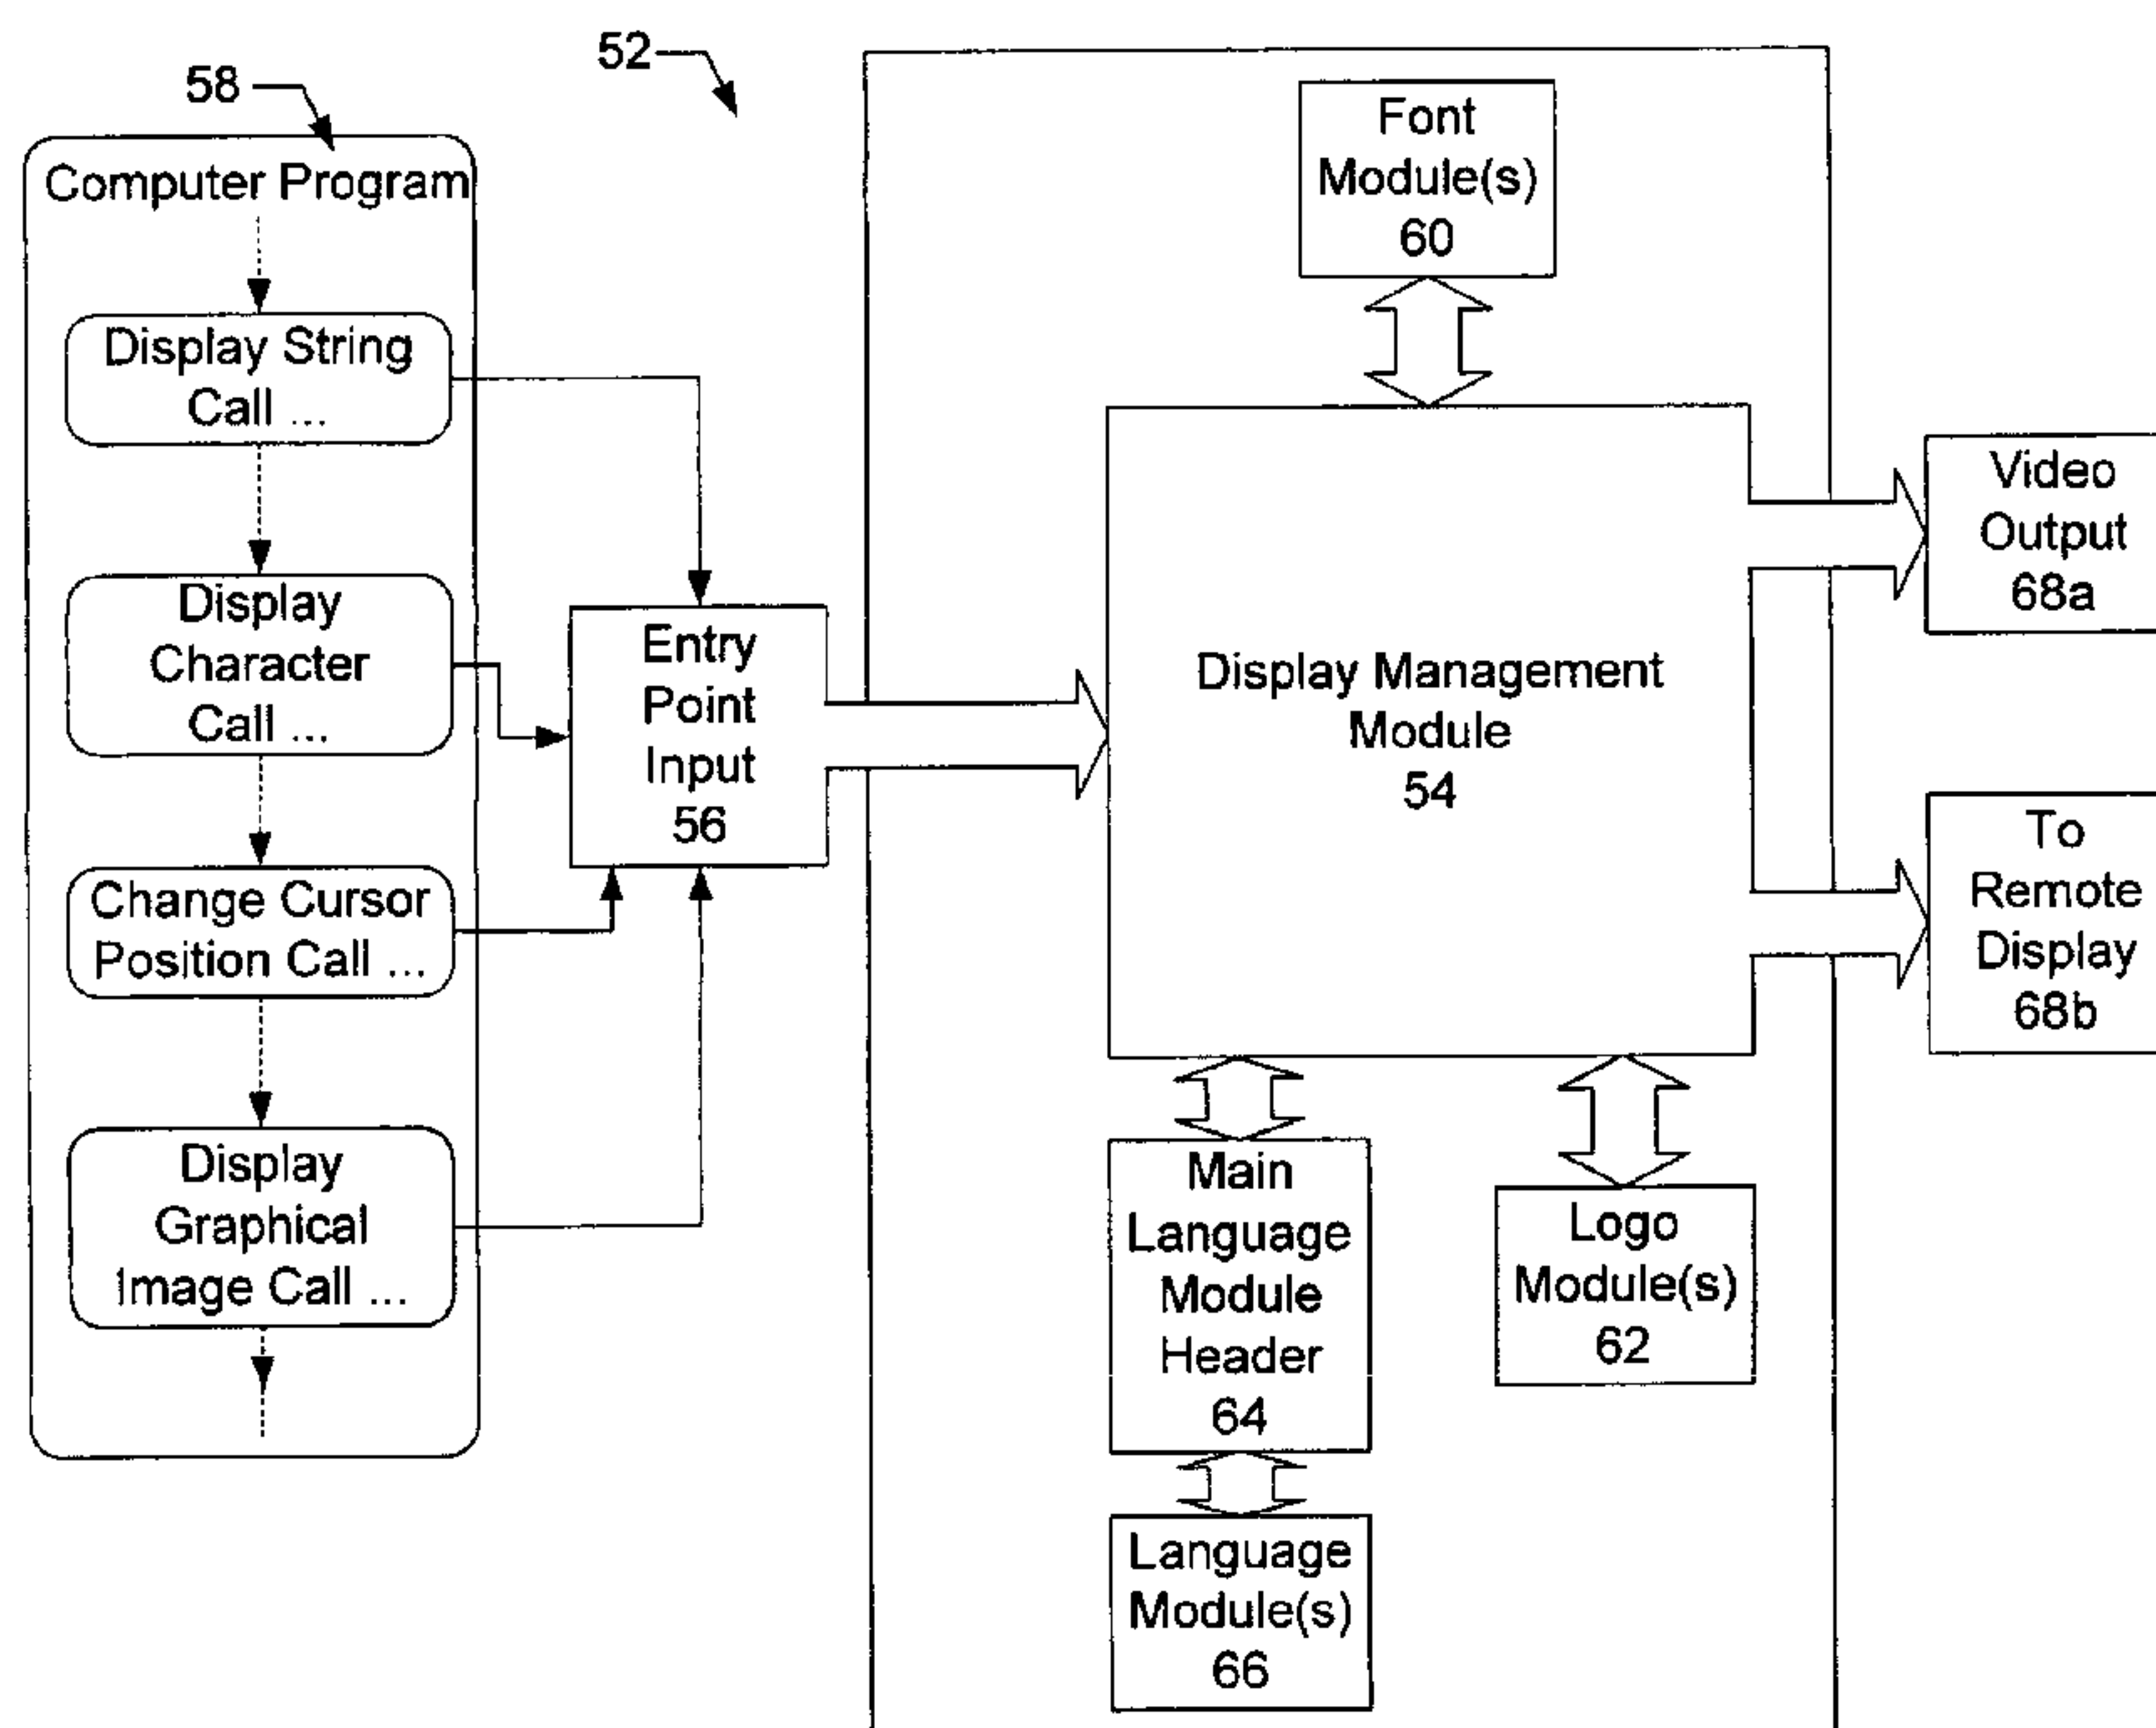 52
58
Computer Program
Display String
Call ...
Display
Character
Call ...
Change Cursor
Position Call ...
Display
Graphical
Image Call ...
Entry
Point
Input
56
Font
Module(s)
60
Display Management
Module
54
Video
Output
68a
To
Remote
Display
68b
Main
Language
Module
Header
64
Logo
Module(s)
62
Language
Module(s)
66